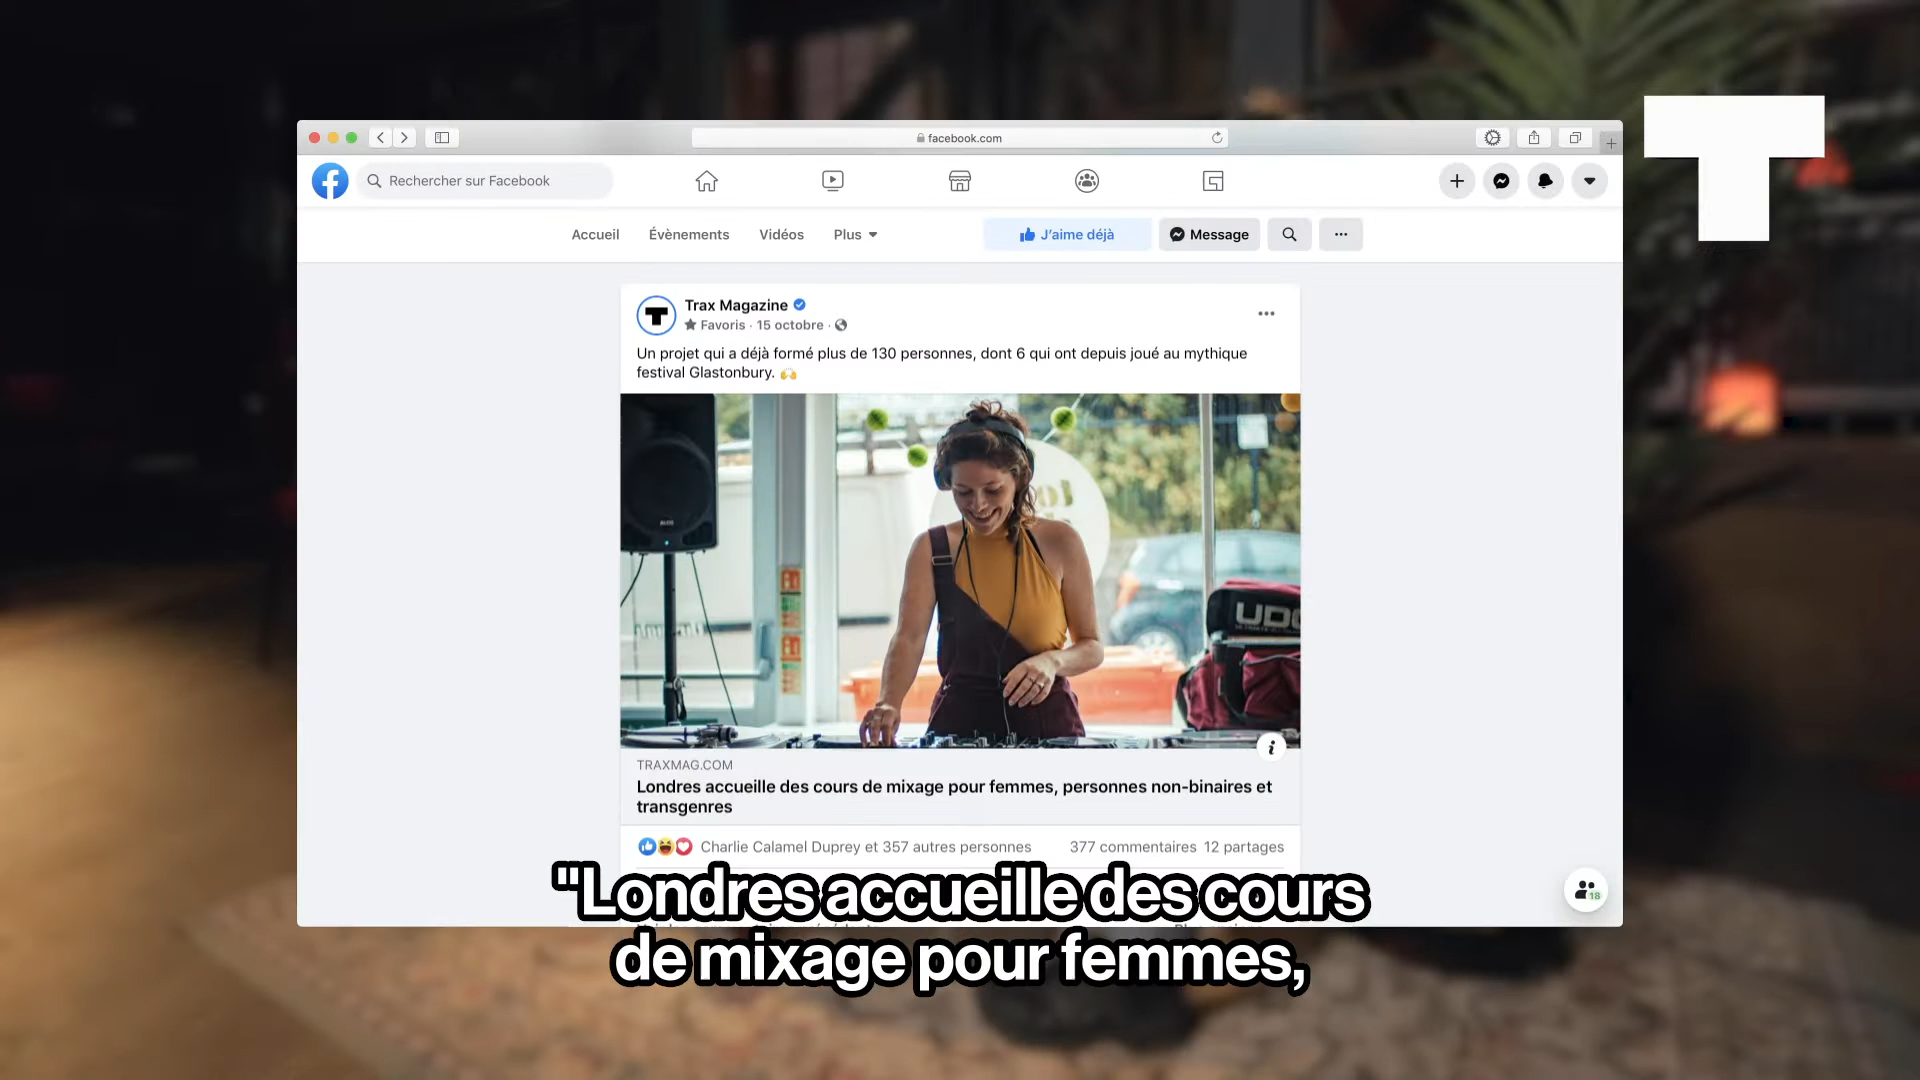 facebook.com
Rechercher sur Facebook
Accueil Évènements Vidéos Plus J'aime déjà Message
Trax Magazine
Favoris · 15 octobre ·
Un projet qui a déjà formé plus de 130 personnes, dont 6 qui ont depuis joué au mythique
festival Glastonbury. 🙌
UDG
TRAXMAG.COM
Londres accueille des cours de mixage pour femmes, personnes non-binaires et
transgenres
Charlie Calamel Duprey et 357 autres personnes 377 commentaires 12 partages
18
"Londres accueille des cours
de mixage pour femmes,